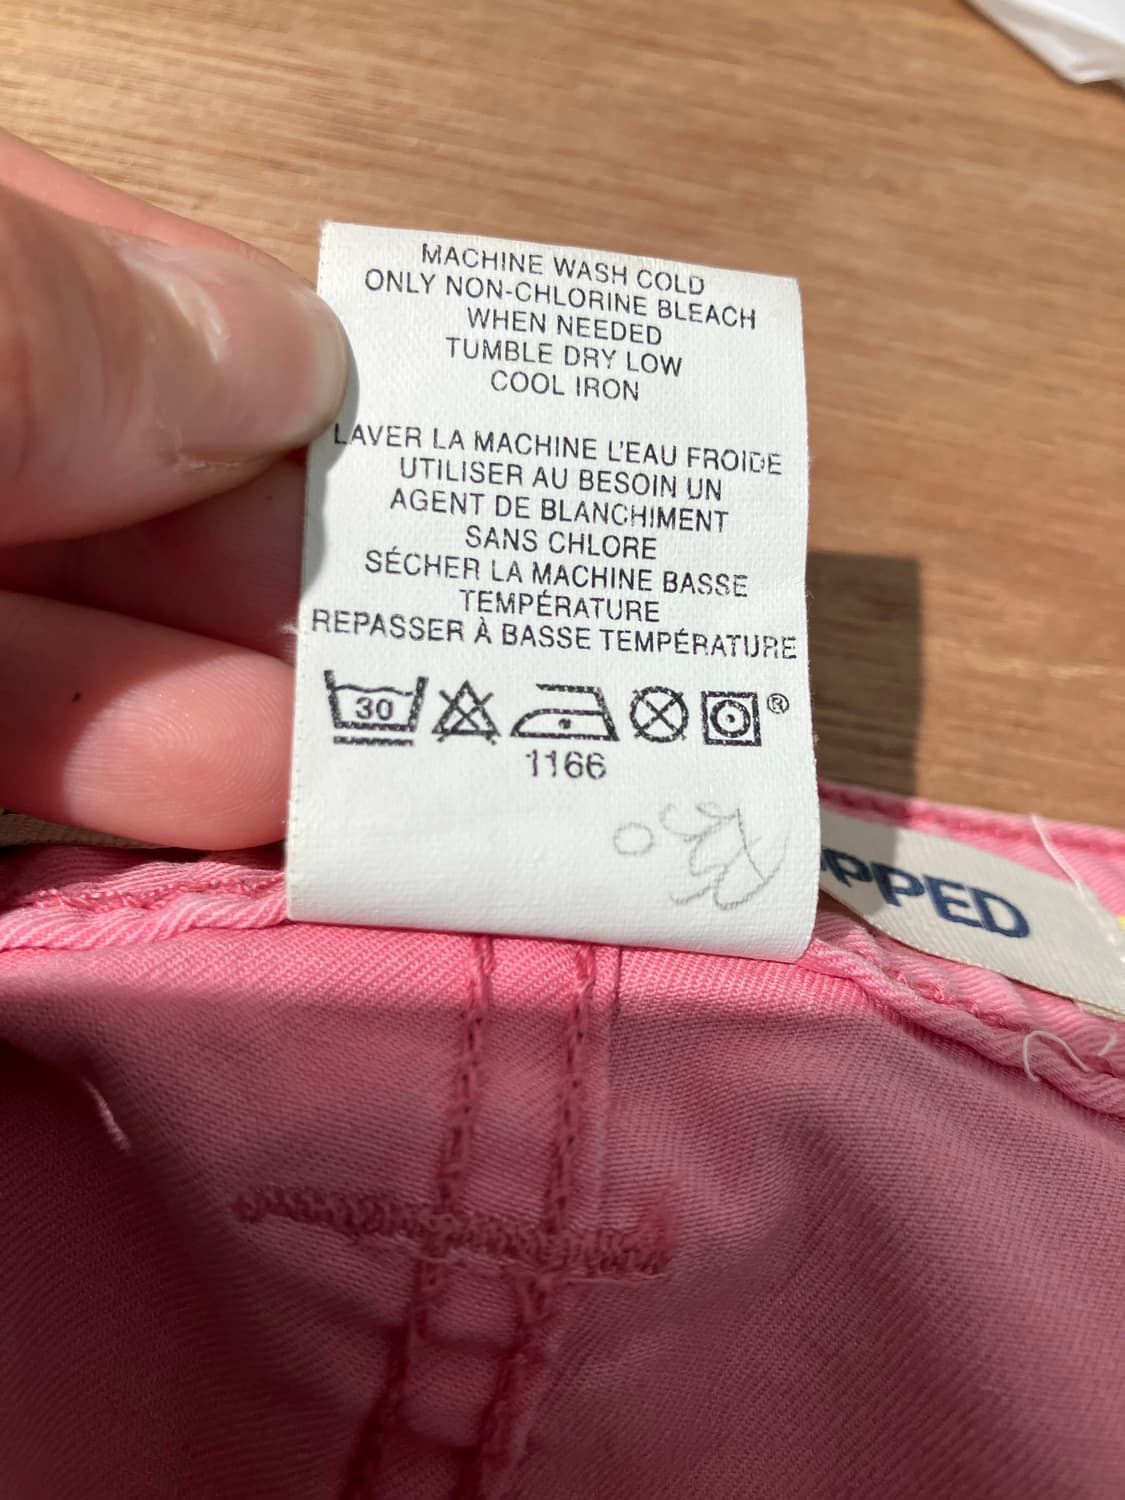 MACHINE WASH COLD
ONLY NON-CHLORINE BLEACH
WHEN NEEDED
TUMBLE DRY LOW
COOL IRON
LAVER LA MACHINE L'EAU FROIDE
UTILISER AU BESOIN UN
AGENT DE BLANCHIMENT
SANS CHLORE
SÉCHER LA MACHINE BASSE
TEMPÉRATURE
REPASSER À BASSE TEMPÉRATURE
30 ®
1166
PPED